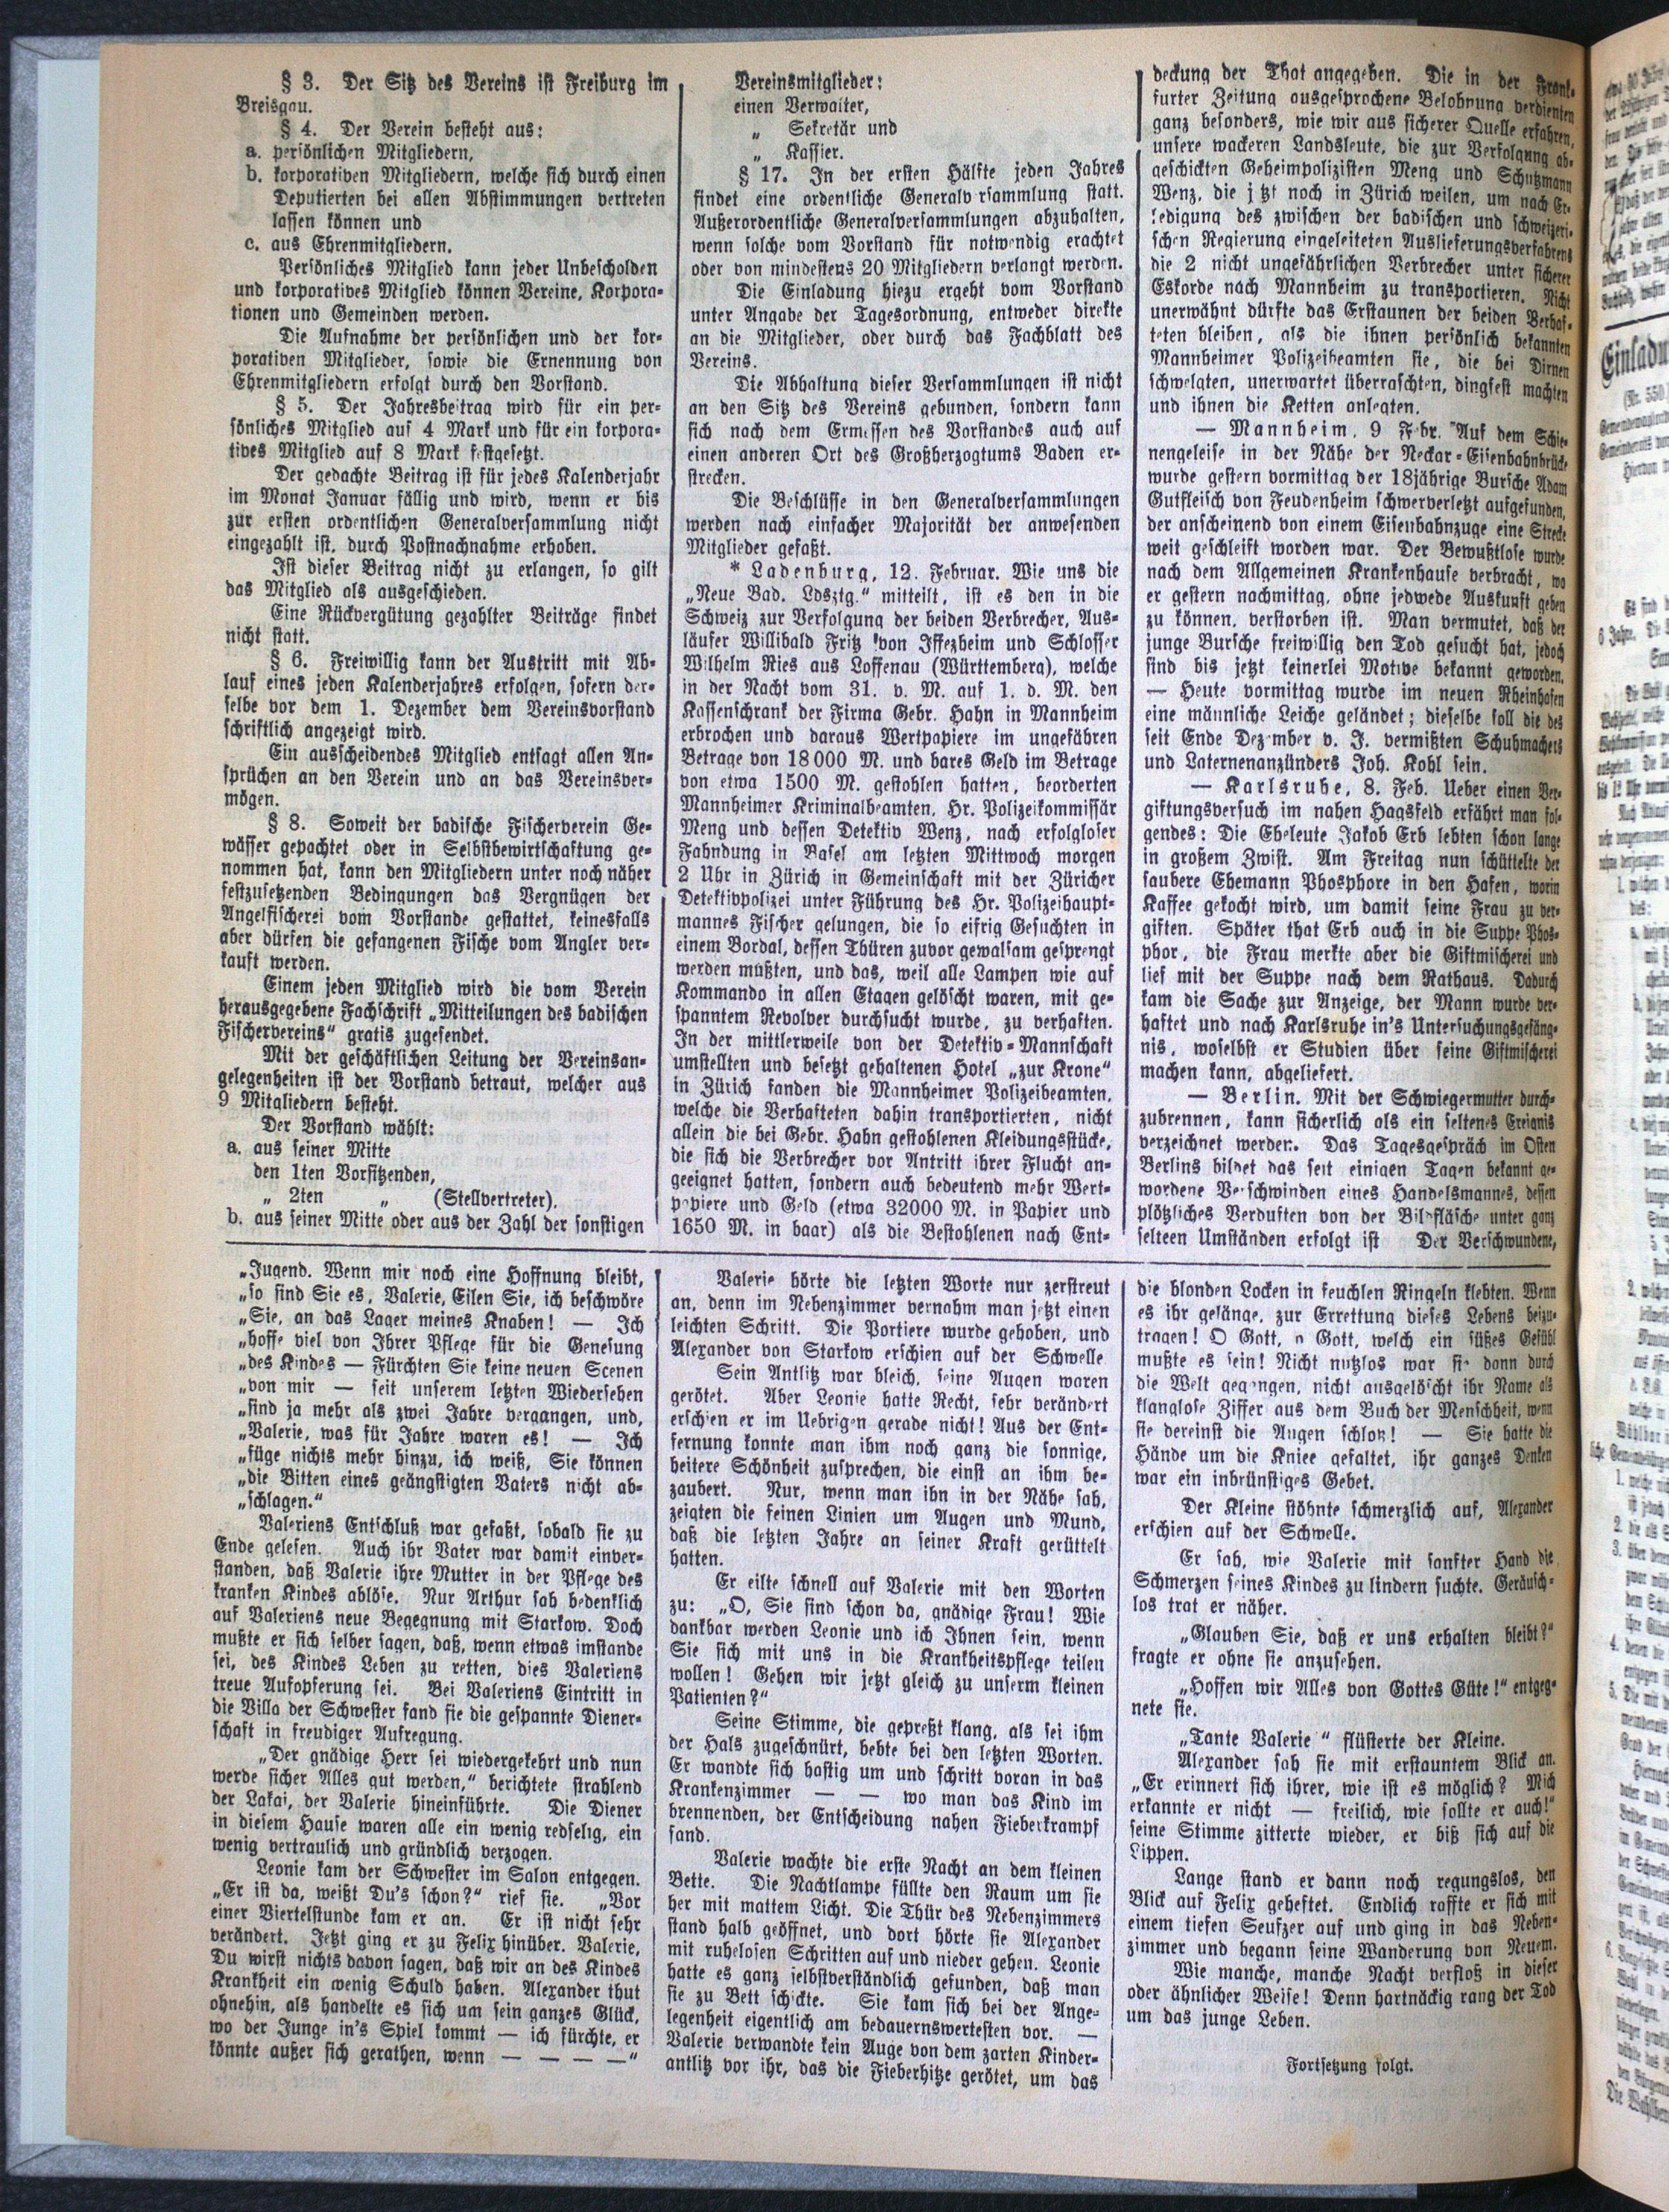 § 3. Der Sitz des Vereins ist Freiburg im
Breisgau.
§ 4. Der Verein besteht aus:
a. persönlichen Mitgliedern,
b. korporativen Mitgliedern, welche sich durch einen
Deputierten bei allen Abstimmungen vertreten
lassen können und
c. aus Ehrenmitgliedern.
Persönliches Mitglied kann jeder Unbescholden
und korporatives Mitglied können Vereine, Korpora-
tionen und Gemeinden werden.
Die Aufnahme der persönlichen und der kor-
porativen Mitglieder, sowie die Ernennung von
Ehrenmitgliedern erfolgt durch den Vorstand.
§ 5. Der Jahresbeitrag wird für ein per-
sönliches Mitglied auf 4 Mark und für ein korpora-
tives Mitglied auf 8 Mark festgesetzt.
Der gedachte Beitrag ist für jedes Kalenderjahr
im Monat Januar fällig und wird, wenn er bis
zur ersten ordentlichen Generalversammlung nicht
eingezahlt ist, durch Postnachnahme erhoben.
Ist dieser Beitrag nicht zu erlangen, so gilt
das Mitglied als ausgeschieden.
Eine Rückvergütung gezahlter Beiträge findet
nicht statt.
§ 6. Freiwillig kann der Austritt mit Ab-
lauf eines jeden Kalenderjahres erfolgen, sofern der-
selbe vor dem 1. Dezember dem Vereinsvorstand
schriftlich angezeigt wird.
Ein ausscheidendes Mitglied entsagt allen An-
sprüchen an den Verein und an das Vereinsver-
mögen.
§ 8. Soweit der badische Fischerverein Ge-
wässer gepachtet oder in Selbstbewirtschaftung ge-
nommen hat, kann den Mitgliedern unter noch näher
festzusetzenden Bedingungen das Vergnügen der
Angelfischerei vom Vorstande gestattet, keinesfalls
aber dürfen die gefangenen Fische vom Angler ver-
kauft werden.
Einem jeden Mitglied wird die vom Verein
herausgegebene Fachschrift „Mitteilungen des badischen
Fischervereins“ gratis zugesendet.
Mit der geschäftlichen Leitung der Vereinsan-
gelegenheiten ist der Vorstand betraut, welcher aus
9 Mitgliedern besteht.
Der Vorstand wählt:
a. aus seiner Mitte
den 1ten Vorsitzenden,
„ 2ten „ (Stellvertreter).
b. aus seiner Mitte oder aus der Zahl der sonstigen
Vereinsmitglieder:
einen Verwalter,
„ Sekretär und
„ Kassier.
§ 17. In der ersten Hälfte jeden Jahres
findet eine ordentliche Generalv rsammlung statt.
Außerordentliche Generalversammlungen abzuhalten,
wenn solche vom Vorstand für notwendig erachtet
oder von mindestens 20 Mitgliedern verlangt werden.
Die Einladung hiezu ergeht vom Vorstand
unter Angabe der Tagesordnung, entweder direkte
an die Mitglieder, oder durch das Fachblatt des
Vereins.
Die Abhaltung dieser Versammlungen ist nicht
an den Sitz des Vereins gebunden, sondern kann
sich nach dem Ermessen des Vorstandes auch auf
einen anderen Ort des Großherzogtums Baden er-
strecken.
Die Beschlüsse in den Generalversammlungen
werden nach einfacher Majorität der anwesenden
Mitglieder gefaßt.
* Ladenburg, 12. Februar. Wie uns die
„Neue Bad. Ldsztg.“ mitteilt, ist es den in die
Schweiz zur Verfolgung der beiden Verbrecher, Aus-
läufer Willibald Fritz von Iffezheim und Schlosser
Wilhelm Ries aus Loffenau (Württemberg), welche
in der Nacht vom 31. v. M. auf 1. d. M. den
Kassenschrank der Firma Gebr. Hahn in Mannheim
erbrochen und daraus Wertpapiere im ungefähren
Betrage von 18 000 M. und bares Geld im Betrage
von etwa 1500 M. gestohlen hatten, beorderten
Mannheimer Kriminalbeamten, Hr. Polizeikommissär
Meng und dessen Detektiv Wenz, nach erfolgloser
Fahndung in Basel am letzten Mittwoch morgen
2 Uhr in Zürich in Gemeinschaft mit der Züricher
Detektivpolizei unter Führung des Hr. Polizeihaupt-
mannes Fischer gelungen, die so eifrig Gesuchten in
einem Bordal, dessen Thüren zuvor gewalsam gesprengt
werden mußten, und das, weil alle Lampen wie auf
Kommando in allen Etagen gelöscht waren, mit ge-
spanntem Revolver durchsucht wurde, zu verhaften.
In der mittlerweile von der Detektiv-Mannschaft
umstellten und besetzt gehaltenen Hotel „zur Krone“
in Zürich fanden die Mannheimer Polizeibeamten,
welche die Verhafteten dahin transportierten, nicht
allein die bei Gebr. Hahn gestohlenen Kleidungsstücke,
die sich die Verbrecher vor Antritt ihrer Flucht an-
geeignet hatten, sondern auch bedeutend mehr Wert-
papiere und Geld (etwa 32000 M. in Papier und
1650 M. in baar) als die Bestohlenen nach Ent-
deckung der That angegeben. Die in der Frank-
furter Zeitung ausgesprochene Belohnung verdienten
ganz besonders, wie wir aus sicherer Quelle erfahren,
unsere wackeren Landsleute, die zur Verfolgung ab-
geschickten Geheimpolizisten Meng und Schutzmann
Wenz, die j tzt noch in Zürich weilen, um nach Er-
ledigung des zwischen der badischen und schweizeri-
schen Regierung eingeleiteten Auslieferungsverfahrens
die 2 nicht ungefährlichen Verbrecher unter sicherer
Eskorde nach Mannheim zu transportieren. Nicht
unerwähnt dürfte das Erstaunen der beiden Verhaf-
teten bleiben, als die ihnen persönlich bekannten
Mannheimer Polizeibeamten sie, die bei Dirnen
schwelgten, unerwartet überraschten, dingfest machten
und ihnen die Ketten anlegten.
— Mannheim, 9 Febr. Auf dem Schie-
nengeleise in der Nähe der Neckar-Eisenbahnbrücke
wurde gestern vormittag der 18jährige Bursche Adam
Gutfleisch von Feudenheim schwerverletzt aufgefunden,
der anscheinend von einem Eisenbahnzuge eine Strecke
weit geschleift worden war. Der Bewußtlose wurde
nach dem Allgemeinen Krankenhause verbracht, wo
er gestern nachmittag, ohne jedwede Auskunft geben
zu können, verstorben ist. Man vermutet, daß der
junge Bursche freiwillig den Tod gesucht hat, jedoch
sind bis jetzt keinerlei Motive bekannt geworden.
— Heute vormittag wurde im neuen Rheinhafen
eine männliche Leiche geländet; dieselbe soll die des
seit Ende Dezember v. J. vermißten Schuhmachers
und Laternenanzünders Joh. Kohl sein.
— Karlsruhe, 8. Feb. Ueber einen Ver-
giftungsversuch im nahen Hagsfeld erfährt man fol-
gendes: Die Eheleute Jakob Erb lebten schon lange
in großem Zwist. Am Freitag nun schüttelte der
saubere Ehemann Phosphore in den Hafen, worin
Kaffee gekocht wird, um damit seine Frau zu ver-
giften. Später that Erb auch in die Suppe Phos-
phor, die Frau merkte aber die Giftmischerei und
lief mit der Suppe nach dem Rathaus. Dadurch
kam die Sache zur Anzeige, der Mann wurde ver-
haftet und nach Karlsruhe in's Untersuchungsgefäng-
nis, woselbst er Studien über seine Giftmischerei
machen kann, abgeliefert.
— Berlin. Mit der Schwiegermutter durch-
zubrennen, kann sicherlich als ein seltenes Ereignis
verzeichnet werden. Das Tagesgespräch im Osten
Berlins bildet das seit einigen Tagen bekannt ge-
wordene Verschwinden eines Handelsmannes, dessen
plötzliches Verduften von der Bildfläsche unter ganz
selteen Umständen erfolgt ist Der Verschwundene,
„Jugend. Wenn mir noch eine Hoffnung bleibt,
„so sind Sie es, Valerie, Eilen Sie, ich beschwöre
„Sie, an das Lager meines Knaben! — Ich
„hoffe viel von Ihrer Pflege für die Genesung
„des Kindes — Fürchten Sie keine neuen Scenen
„von mir — seit unserem letzten Wiedersehen
„sind ja mehr als zwei Jahre vergangen, und,
„Valerie, was für Jahre waren es! — Ich
„füge nichts mehr hinzu, ich weiß, Sie können
„die Bitten eines geängstigten Vaters nicht ab-
„schlagen.“
Valeriens Entschluß war gefaßt, sobald sie zu
Ende gelesen. Auch ihr Vater war damit einver-
standen, daß Valerie ihre Mutter in der Pflege des
kranken Kindes ablöse. Nur Arthur sah bedenklich
auf Valeriens neue Begegnung mit Starkow. Doch
mußte er sich selber sagen, daß, wenn etwas imstande
sei, des Kindes Leben zu retten, dies Valeriens
treue Aufopferung sei. Bei Valeriens Eintritt in
die Villa der Schwester fand sie die gespannte Diener-
schaft in freudiger Aufregung.
„Der gnädige Herr sei wiedergekehrt und nun
werde sicher Alles gut werden,“ berichtete strahlend
der Lakai, der Valerie hineinführte. Die Diener
in diesem Hause waren alle ein wenig redselig, ein
wenig vertraulich und gründlich verzogen.
Leonie kam der Schwester im Salon entgegen.
„Er ist da, weißt Du's schon?“ rief sie. „Vor
einer Viertelstunde kam er an. Er ist nicht sehr
verändert. Jetzt ging er zu Felix hinüber. Valerie,
Du wirst nichts davon sagen, daß wir an des Kindes
Krankheit ein wenig Schuld haben. Alexander thut
ohnehin, als handelte es sich um sein ganzes Glück,
wo der Junge in's Spiel kommt — ich fürchte, er
könnte außer sich gerathen, wenn — — — —“
Valerie hörte die letzten Worte nur zerstreut
an, denn im Nebenzimmer vernahm man jetzt einen
leichten Schritt. Die Portiere wurde gehoben, und
Alexander von Starkow erschien auf der Schwelle
Sein Antlitz war bleich, seine Augen waren
gerötet. Aber Leonie hatte Recht, sehr verändert
erschien er im Uebrigen gerade nicht! Aus der Ent-
fernung konnte man ihm noch ganz die sonnige,
heitere Schönheit zusprechen, die einst an ihm be-
zaubert. Nur, wenn man ihn in der Nähe sah,
zeigten die feinen Linien um Augen und Mund,
daß die letzten Jahre an seiner Kraft gerüttelt
hatten.
Er eilte schnell auf Valerie mit den Worten
zu: „O, Sie sind schon da, gnädige Frau! Wie
dankbar werden Leonie und ich Ihnen sein, wenn
Sie sich mit uns in die Krankheitspflege teilen
wollen! Gehen wir jetzt gleich zu unserm kleinen
Patienten?“
Seine Stimme, die gepreßt klang, als sei ihm
der Hals zugeschnürt, bebte bei den letzten Worten.
Er wandte sich hastig um und schritt voran in das
Krankenzimmer — — wo man das Kind im
brennenden, der Entscheidung nahen Fieberkrampf
fand.
Valerie wachte die erste Nacht an dem kleinen
Bette. Die Nachtlampe füllte den Raum um sie
her mit mattem Licht. Die Thür des Nebenzimmers
stand halb geöffnet, und dort hörte sie Alexander
mit ruhelosen Schritten auf und nieder gehen. Leonie
hatte es ganz selbstverständlich gefunden, daß man
sie zu Bett schickte. Sie kam sich bei der Ange-
legenheit eigentlich am bedauernswertesten vor. —
Valerie verwandte kein Auge von dem zarten Kinder-
antlitz vor ihr, das die Fieberhitze gerötet, um das
die blonden Locken in feuchten Ringeln klebten. Wenn
es ihr gelänge, zur Errettung dieses Lebens beizu-
tragen! O Gott, o Gott, welch ein süßes Gefühl
mußte es sein! Nicht nutzlos war sie dann durch
die Welt gegangen, nicht ausgelöscht ihr Name als
klanglose Ziffer aus dem Buch der Menschheit, wenn
sie dereinst die Augen schloß! — Sie hatte die
Hände um die Kniee gefaltet, ihr ganzes Denken
war ein inbrünstiges Gebet.
Der Kleine stöhnte schmerzlich auf, Alexander
erschien auf der Schwelle.
Er sah, wie Valerie mit sanfter Hand die
Schmerzen seines Kindes zu lindern suchte. Geräusch-
los trat er näher.
„Glauben Sie, daß er uns erhalten bleibt?“
fragte er ohne sie anzusehen.
„Hoffen wir Alles von Gottes Güte!“ entgeg-
nete sie.
„Tante Valerie“ flüsterte der Kleine.
Alexander sah sie mit erstauntem Blick an.
„Er erinnert sich ihrer, wie ist es möglich? Mich
erkannte er nicht — freilich, wie sollte er auch!“
seine Stimme zitterte wieder, er biß sich auf die
Lippen.
Lange stand er dann noch regungslos, den
Blick auf Felix geheftet. Endlich raffte er sich mit
einem tiefen Seufzer auf und ging in das Neben-
zimmer und begann seine Wanderung von Neuem.
Wie manche, manche Nacht verfloß in dieser
oder ähnlicher Weise! Denn hartnäckig rang der Tod
um das junge Leben.
Fortsetzung folgt.